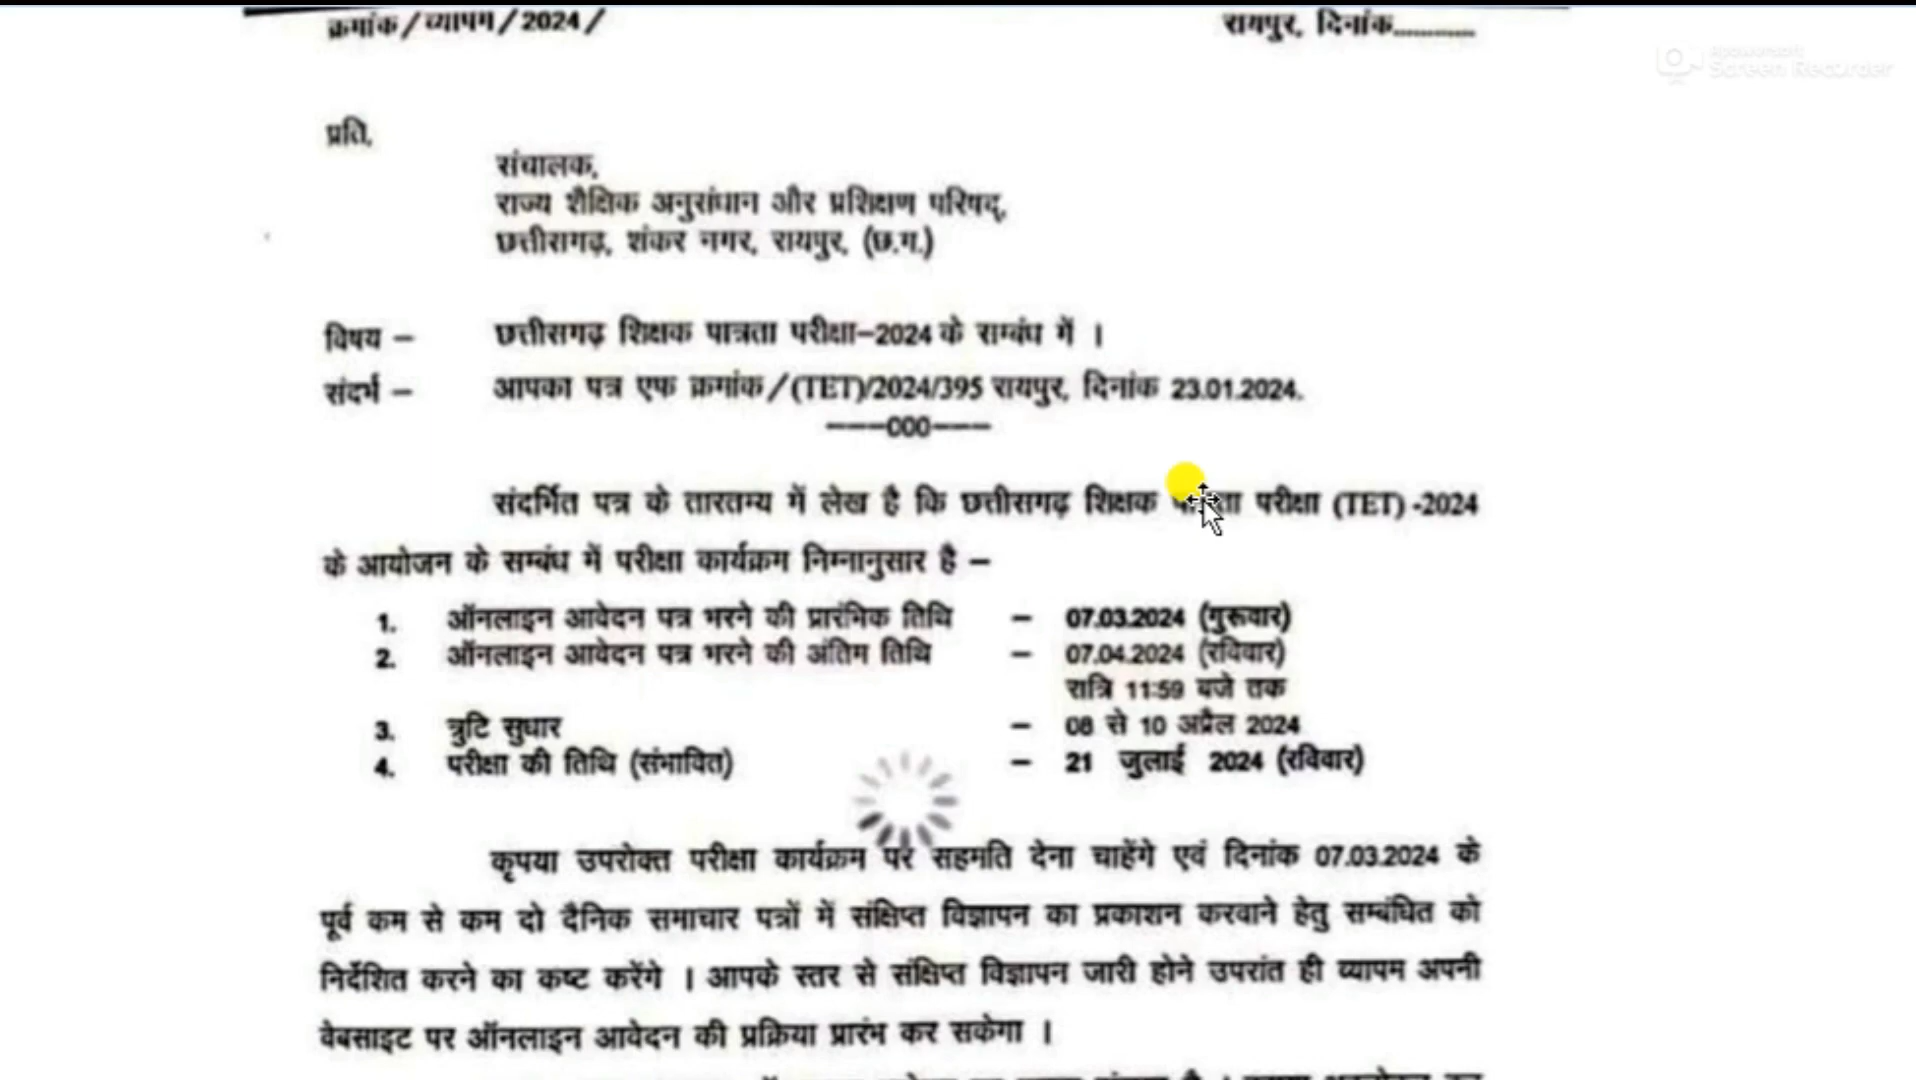 क्रमांक/व्यापम/2024/
रायपुर, दिनांक............
Apowersoft
Screen Recorder
प्रति,
संचालक,
राज्य शैक्षिक अनुसंधान और प्रशिक्षण परिषद्,
छत्तीसगढ़, शंकर नगर, रायपुर, (छ.ग.)
विषय – छत्तीसगढ़ शिक्षक पात्रता परीक्षा–2024 के सम्बंध में ।
संदर्भ – आपका पत्र एफ क्रमांक/(TET)/2024/395 रायपुर, दिनांक 23.01.2024.
–––000–––
संदर्भित पत्र के तारतम्य में लेख है कि छत्तीसगढ़ शिक्षक परीक्षा (TET) -2024
के आयोजन के सम्बंध में परीक्षा कार्यक्रम निम्नानुसार है –
1. ऑनलाइन आवेदन पत्र भरने की प्रारंभिक तिथि – 07.03.2024 (गुरूवार)
2. ऑनलाइन आवेदन पत्र भरने की अंतिम तिथि – 07.04.2024 (रविवार)
रात्रि 11:59 बजे तक
3. त्रुटि सुधार – 08 से 10 अप्रैल 2024
4. परीक्षा की तिथि (संभावित) – 21 जुलाई 2024 (रविवार)
कृपया उपरोक्त परीक्षा कार्यक्रम पर सहमति देना चाहेंगे एवं दिनांक 07.03.2024 के
पूर्व कम से कम दो दैनिक समाचार पत्रों में संक्षिप्त विज्ञापन का प्रकाशन करवाने हेतु सम्बंधित को
निर्देशित करने का कष्ट करेंगे । आपके स्तर से संक्षिप्त विज्ञापन जारी होने उपरांत ही व्यापम अपनी
वेबसाइट पर ऑनलाइन आवेदन की प्रक्रिया प्रारंभ कर सकेगा ।